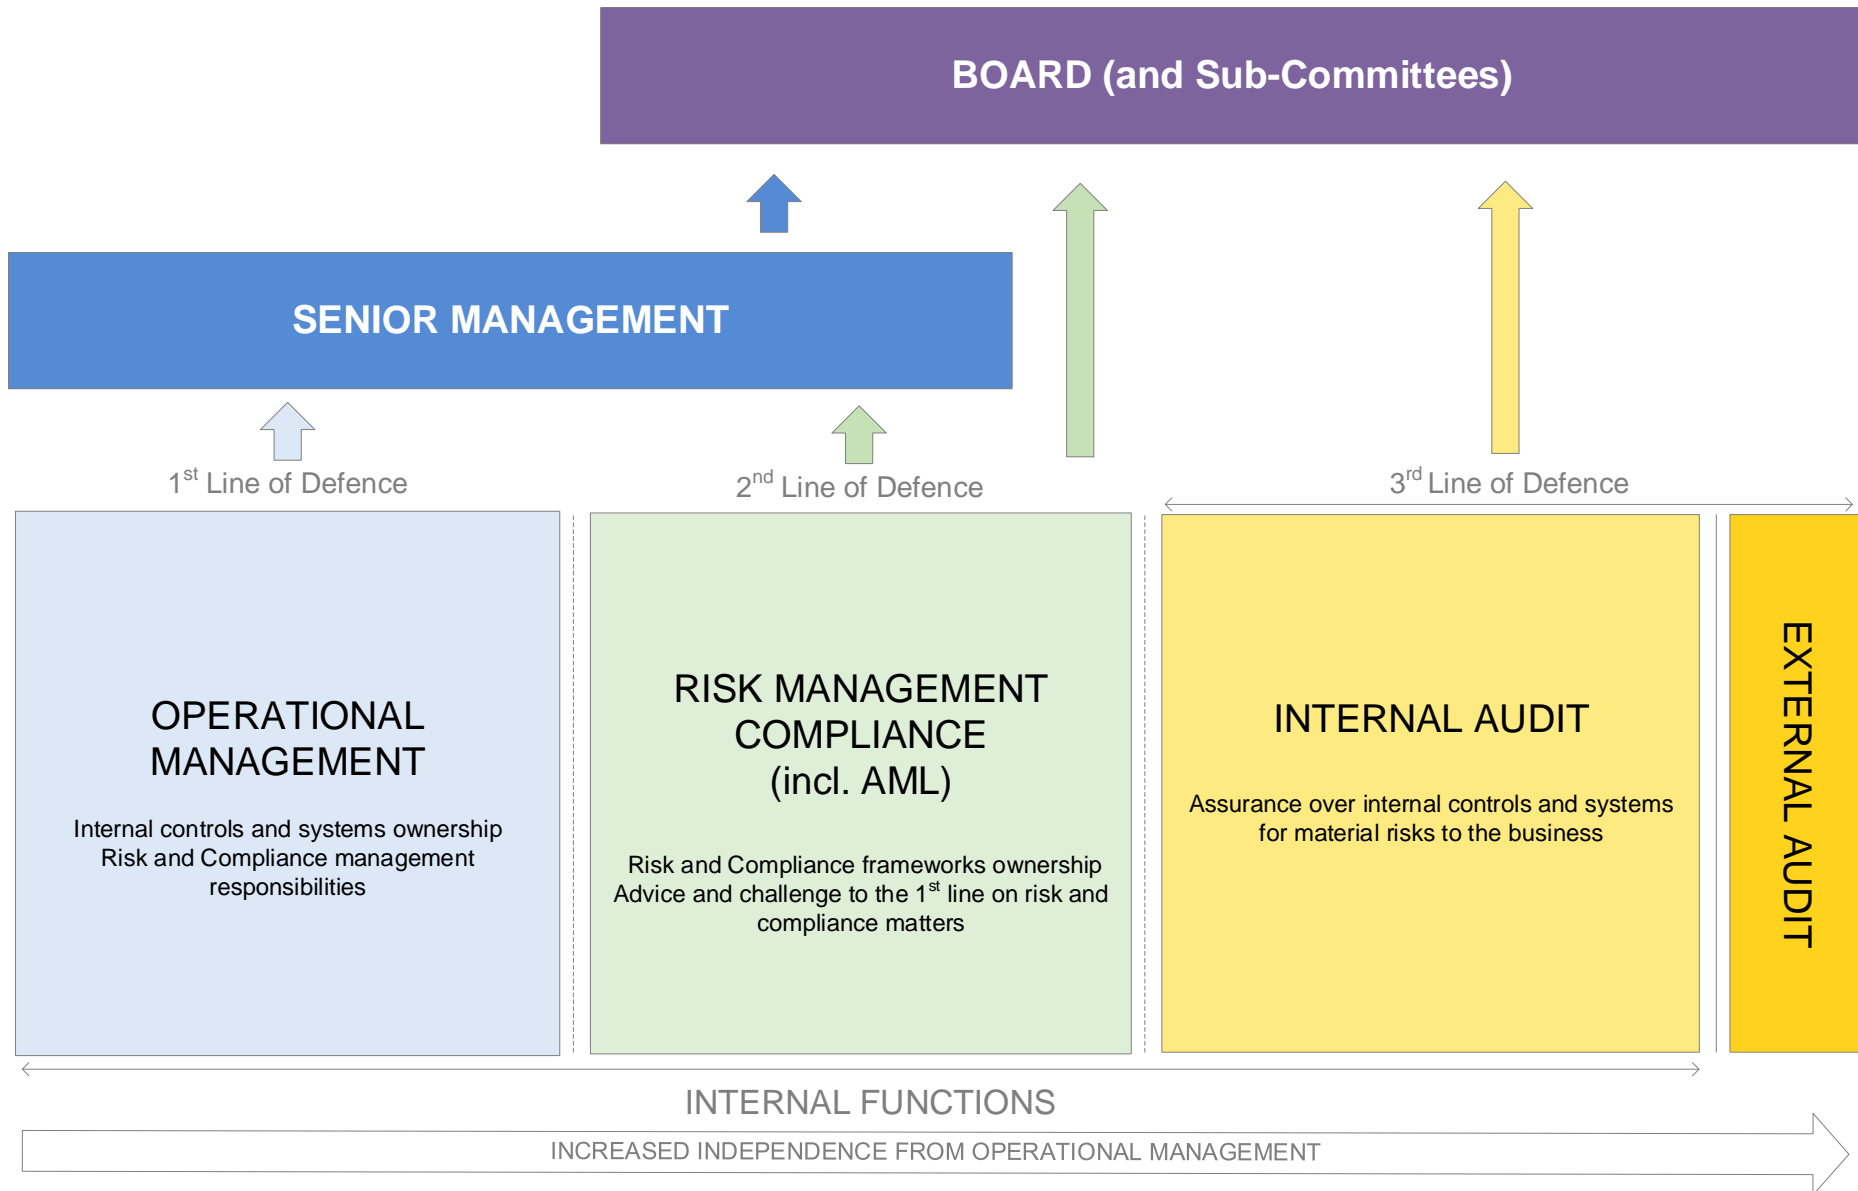 BOARD (and Sub-Committees)
SENIOR MANAGEMENT
1st Line of Defence
2nd Line of Defence
3rd Line of Defence
OPERATIONAL
MANAGEMENT
Internal controls and systems ownership
Risk and Compliance management
responsibilities
RISK MANAGEMENT
COMPLIANCE
(incl. AML)
Risk and Compliance frameworks ownership
Advice and challenge to the 1st line on risk and
compliance matters
INTERNAL AUDIT
Assurance over internal controls and systems
for material risks to the business
EXTERNAL AUDIT
INTERNAL FUNCTIONS
INCREASED INDEPENDENCE FROM OPERATIONAL MANAGEMENT